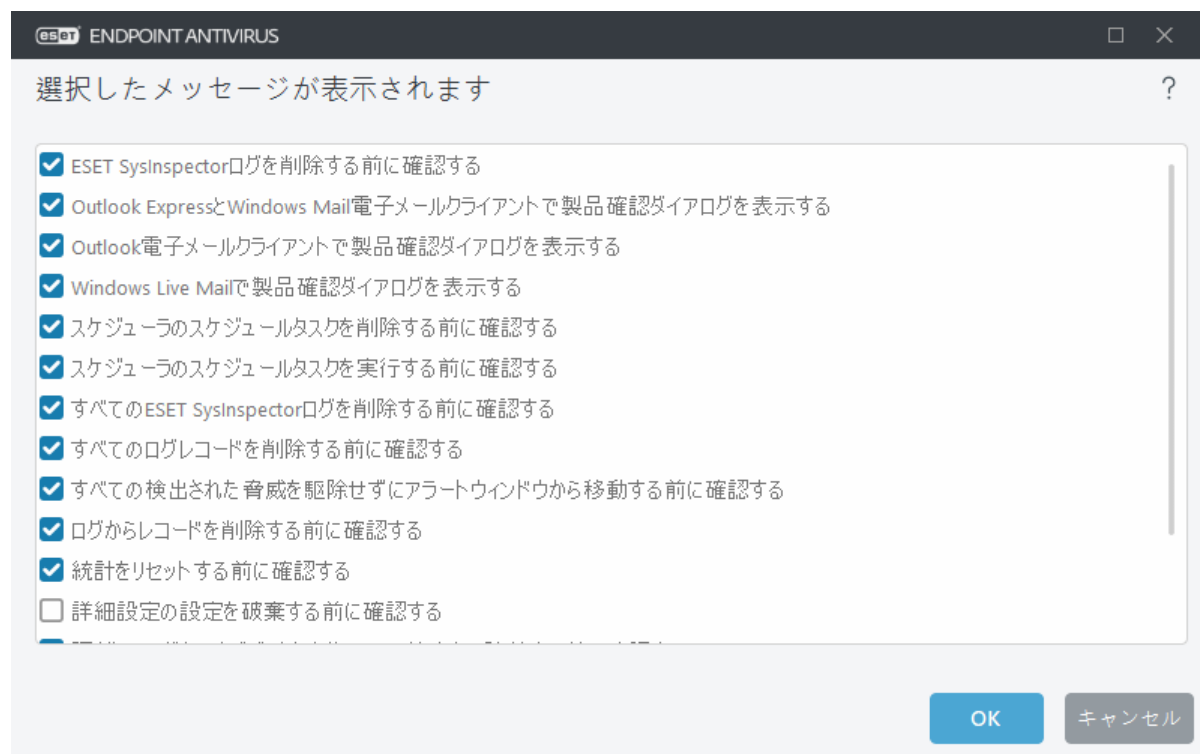 eset ENDPOINT ANTIVIRUS
選択したメッセージが表示されます
?
ESET SysInspectorログを削除する前に確認する
Outlook ExpressとWindows Mail電子メールクライアントで製品確認ダイアログを表示する
Outlook電子メールクライアントで製品確認ダイアログを表示する
Windows Live Mailで製品確認ダイアログを表示する
スケジューラのスケジュールタスクを削除する前に確認する
スケジューラのスケジュールタスクを実行する前に確認する
すべてのESET SysInspectorログを削除する前に確認する
すべてのログレコードを削除する前に確認する
すべての検出された脅威を駆除せずにアラートウィンドウから移動する前に確認する
ログからレコードを削除する前に確認する
統計をリセットする前に確認する
詳細設定の設定を破棄する前に確認する
OK
キャンセル